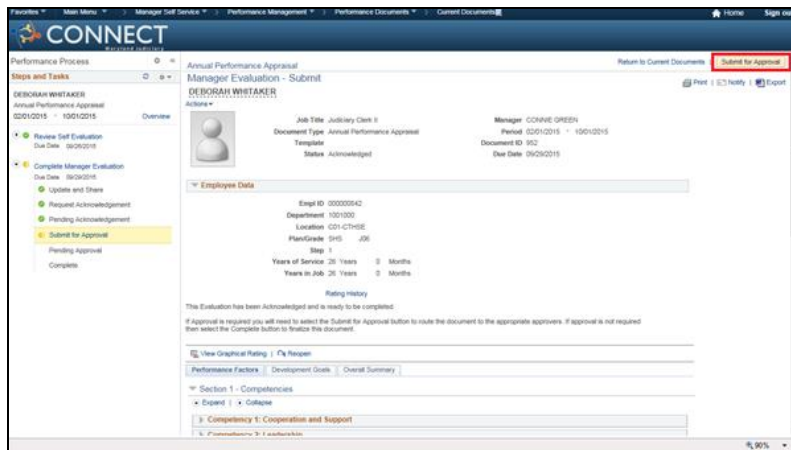 Favorites Main Menu > Manager Self Service > Performance Management > Performance Documents > Current Documents Home Sign out
CONNECT
Maryland Judiciary
Performance Process
Steps and Tasks
DEBORAH WHITAKER
Annual Performance Appraisal
02/01/2015 - 10/01/2015 Overview
Review Self Evaluation
Due Date 09/26/2015
Complete Manager Evaluation
Due Date 09/29/2015
Update and Share
Request Acknowledgement
Pending Acknowledgement
Submit for Approval
Pending Approval
Complete
Annual Performance Appraisal
Return to Current Documents | Submit for Approval
Manager Evaluation - Submit
Print | Notify | Export
DEBORAH WHITAKER
Actions
Job Title Judiciary Clerk II Manager CONNIE GREEN
Document Type Annual Performance Appraisal Period 02/01/2015 - 10/01/2015
Template Document ID 952
Status Acknowledged Due Date 09/29/2015
Employee Data
Empl ID 000000542
Department 1001000
Location C01-CTHSE
Plan/Grade SHS J06
Step 1
Years of Service 26 Years 0 Months
Years in Job 26 Years 0 Months
Rating History
This Evaluation has been Acknowledged and is ready to be completed.
If Approval is required you will need to select the Submit for Approval button to route the document to the appropriate approvers. If approval is not required
then select the Complete button to finalize this document.
View Graphical Rating | Reopen
Performance Factors Development Goals Overall Summary
Section 1 - Competencies
Expand | Collapse
Competency 1: Cooperation and Support
Competency 2: Leadership
90%